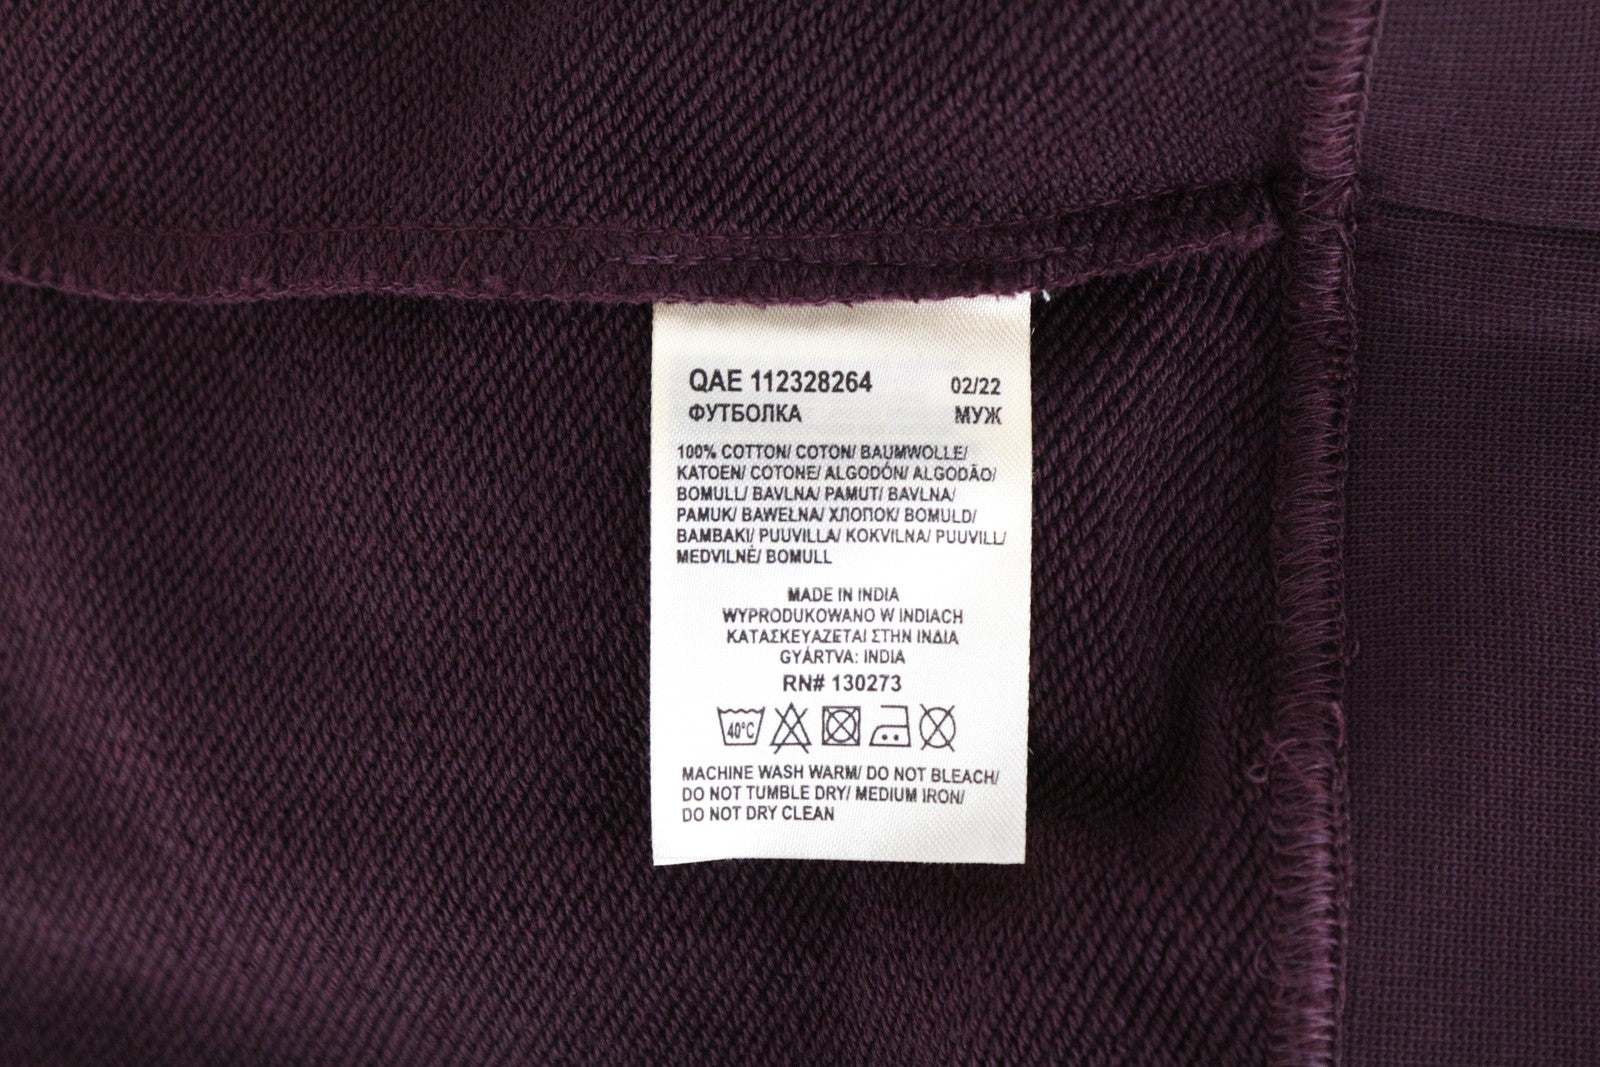 QAE 112328264 02/22
ФУТБОЛКА МУЖ
100% COTTON/ COTON/ BAUMWOLLE/
KATOEN/ COTONE/ ALGODÓN/ ALGODÃO/
BOMULL/ BAVLNA/ PAMUT/ BAVLNA/
PAMUK/ BAWEŁNA/ ХЛОПОК/ BOMULD/
BAMBAKI/ PUUVILLA/ KOKVILNA/ PUUVILL/
MEDVILNĖ/ BOMULL
MADE IN INDIA
WYPRODUKOWANO W INDIACH
ΚΑΤΑΣΚΕΥΑΖΕΤΑΙ ΣΤΗΝ ΙΝΔΙΑ
GYÁRTVA: INDIA
RN# 130273
40°C
MACHINE WASH WARM/ DO NOT BLEACH/
DO NOT TUMBLE DRY/ MEDIUM IRON/
DO NOT DRY CLEAN